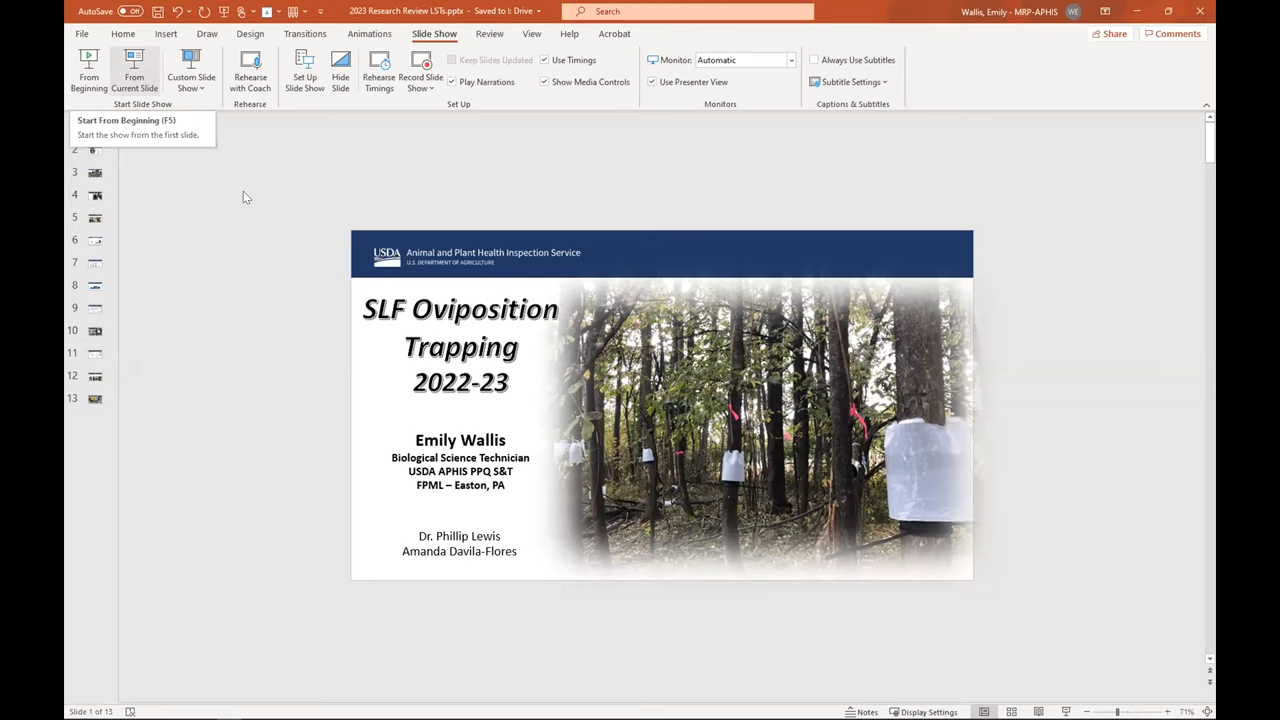 AutoSave Off 2023 Research Review LSTs.pptx - Saved to I: Drive Search Wallis, Emily - MRP-APHIS WE
File Home Insert Draw Design Transitions Animations Slide Show Review View Help Acrobat Share Comments
From Beginning
From Current Slide
Custom Slide Show
Rehearse with Coach
Set Up Slide Show
Hide Slide
Rehearse Timings
Record Slide Show
Keep Slides Updated
Play Narrations
Use Timings
Show Media Controls
Monitor: Automatic
Use Presenter View
Always Use Subtitles
Subtitle Settings
Start Slide Show Rehearse Set Up Monitors Captions & Subtitles
Start From Beginning (F5)
Start the show from the first slide.
2
3
4
5
6
7
8
9
10
11
12
13
USDA Animal and Plant Health Inspection Service
U.S. DEPARTMENT OF AGRICULTURE
SLF Oviposition
Trapping
2022-23
Emily Wallis
Biological Science Technician
USDA APHIS PPQ S&T
FPML – Easton, PA
Dr. Phillip Lewis
Amanda Davila-Flores
Slide 1 of 13 Notes Display Settings 71%